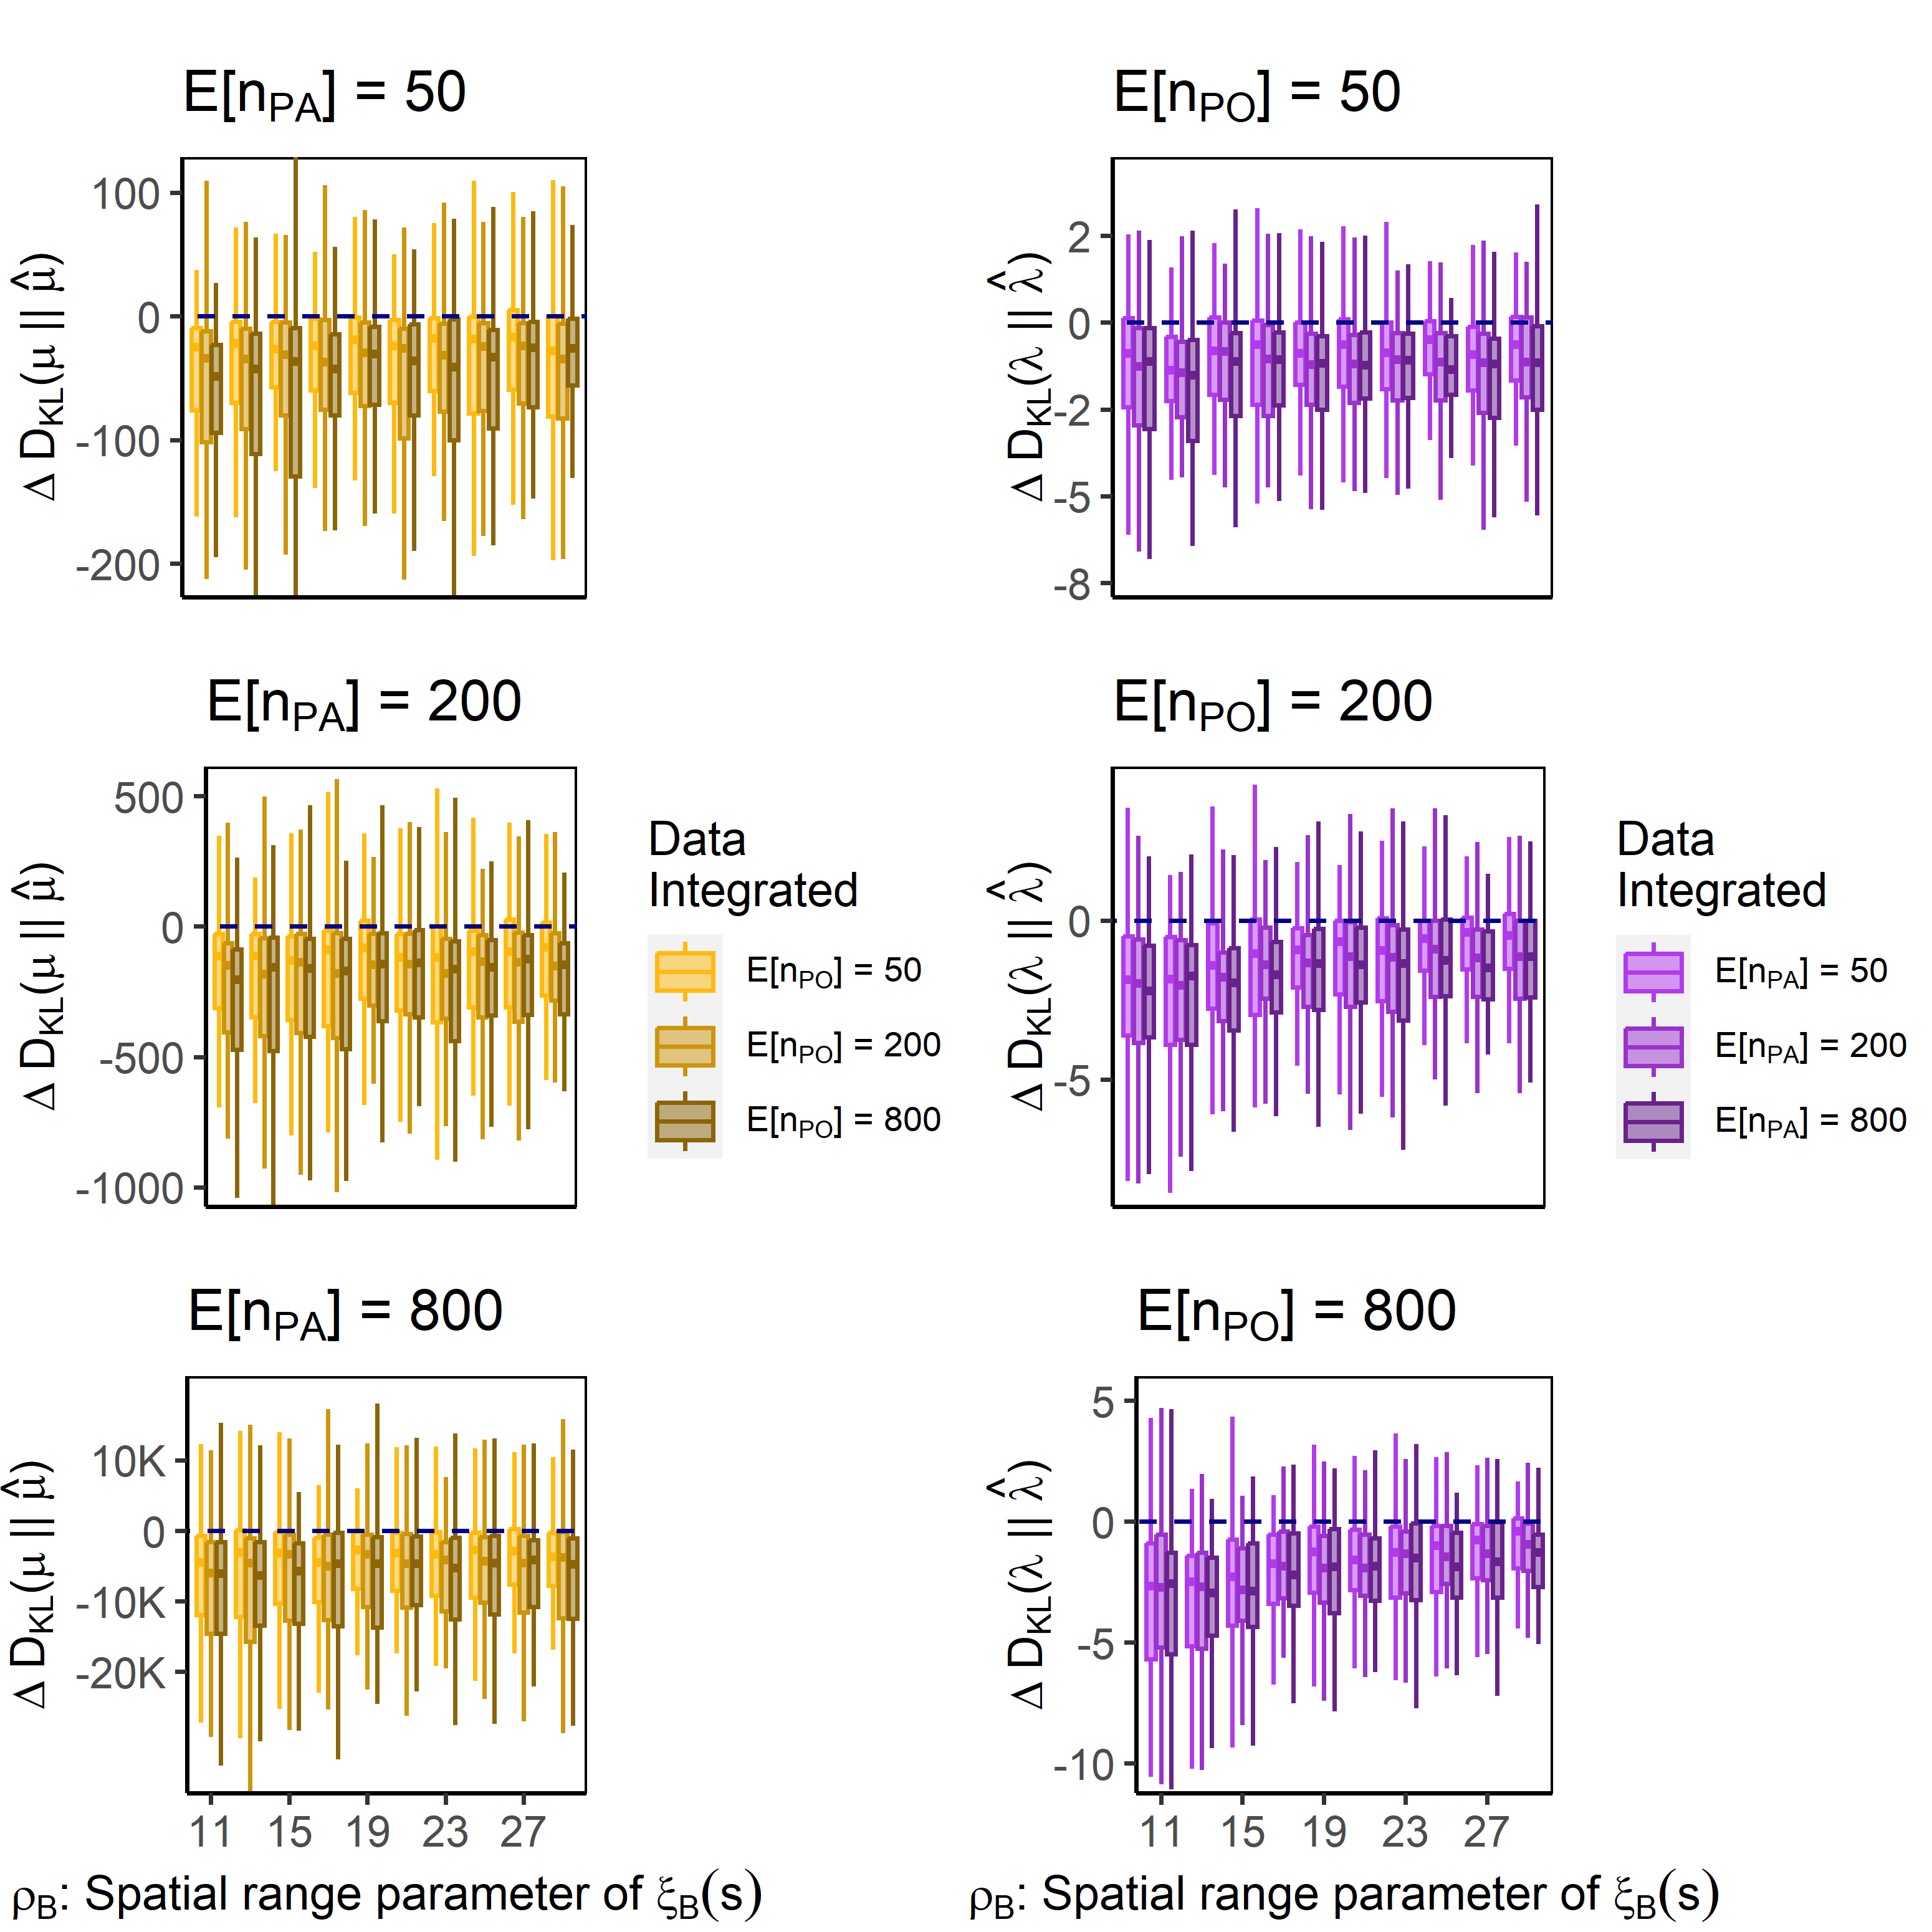 E[nPA] = 50
Δ DKL(μ || μ̂)
100
0
-100
-200
E[nPO] = 50
Δ DKL(λ || λ̂)
2
0
-2
-5
-8
E[nPA] = 200
Δ DKL(μ || μ̂)
500
0
-500
-1000
Data
Integrated
E[nPO] = 50
E[nPO] = 200
E[nPO] = 800
E[nPO] = 200
Δ DKL(λ || λ̂)
0
-5
Data
Integrated
E[nPA] = 50
E[nPA] = 200
E[nPA] = 800
E[nPA] = 800
Δ DKL(μ || μ̂)
10K
0
-10K
-20K
11 15 19 23 27
ρB: Spatial range parameter of ξB(s)
E[nPO] = 800
Δ DKL(λ || λ̂)
5
0
-5
-10
11 15 19 23 27
ρB: Spatial range parameter of ξB(s)